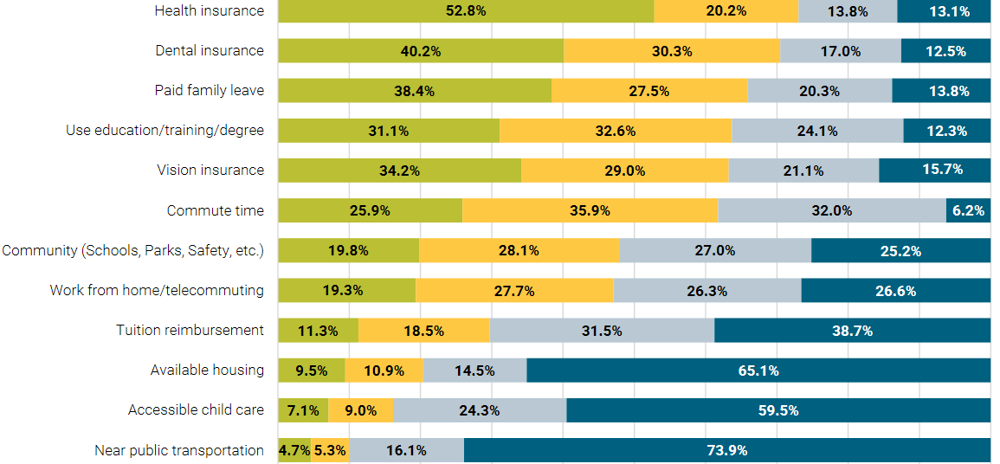 Health insurance 52.8% 20.2% 13.8% 13.1%
Dental insurance 40.2% 30.3% 17.0% 12.5%
Paid family leave 38.4% 27.5% 20.3% 13.8%
Use education/training/degree 31.1% 32.6% 24.1% 12.3%
Vision insurance 34.2% 29.0% 21.1% 15.7%
Commute time 25.9% 35.9% 32.0% 6.2%
Community (Schools, Parks, Safety, etc.) 19.8% 28.1% 27.0% 25.2%
Work from home/telecommuting 19.3% 27.7% 26.3% 26.6%
Tuition reimbursement 11.3% 18.5% 31.5% 38.7%
Available housing 9.5% 10.9% 14.5% 65.1%
Accessible child care 7.1% 9.0% 24.3% 59.5%
Near public transportation 4.7% 5.3% 16.1% 73.9%